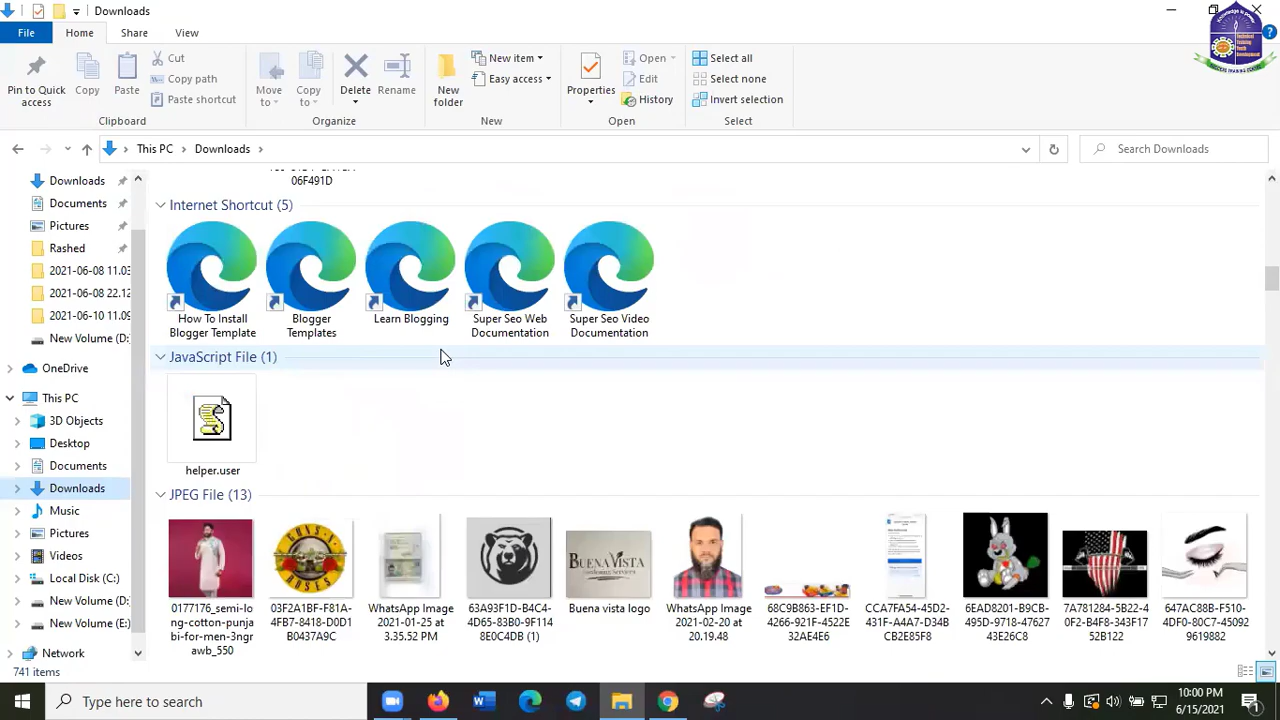 Downloads
File Home Share View
Pin to Quick access
Copy
Paste
Cut
Copy path
Paste shortcut
Clipboard
Move to
Copy to
Delete
Rename
Organize
New folder
New item
Easy access
New
Properties
Open
Edit
History
Open
Select all
Select none
Invert selection
Select
This PC Downloads
Search Downloads
Downloads
Documents
Pictures
Rashed
2021-06-08 11.03
2021-06-08 22.12
2021-06-10 11.09
New Volume (D:
OneDrive
This PC
3D Objects
Desktop
Documents
Downloads
Music
Pictures
Videos
Local Disk (C:)
New Volume (D:
New Volume (E:)
Network
06F491D
Internet Shortcut (5)
How To Install
Blogger Template
Blogger
Templates
Learn Blogging
Super Seo Web
Documentation
Super Seo Video
Documentation
JavaScript File (1)
helper.user
JPEG File (13)
BUENA VISTA
0177176_semi-lo
ng-cotton-punja
bi-for-men-3ngr
awb_550
03F2A1BF-F81A-
4FB7-8418-D0D1
B0437A9C
WhatsApp Image
2021-01-25 at
3.35.52 PM
63A93F1D-B4C4-
4D65-83B0-9F114
8E0C4DB (1)
Buena vista logo
WhatsApp Image
2021-02-20 at
20.19.48
68C9B863-EF1D-
4266-921F-4522E
32AE4E6
CCA7FA54-45D2-
431F-A4A7-D34B
CB2E85F8
6EAD8201-B9CB-
495D-9718-47627
43E26C8
7A781284-5B22-4
0F2-B4F8-343F17
52B122
647AC88B-F510-
4DF0-80C7-45092
9619882
741 items
Type here to search
10:00 PM
6/15/2021